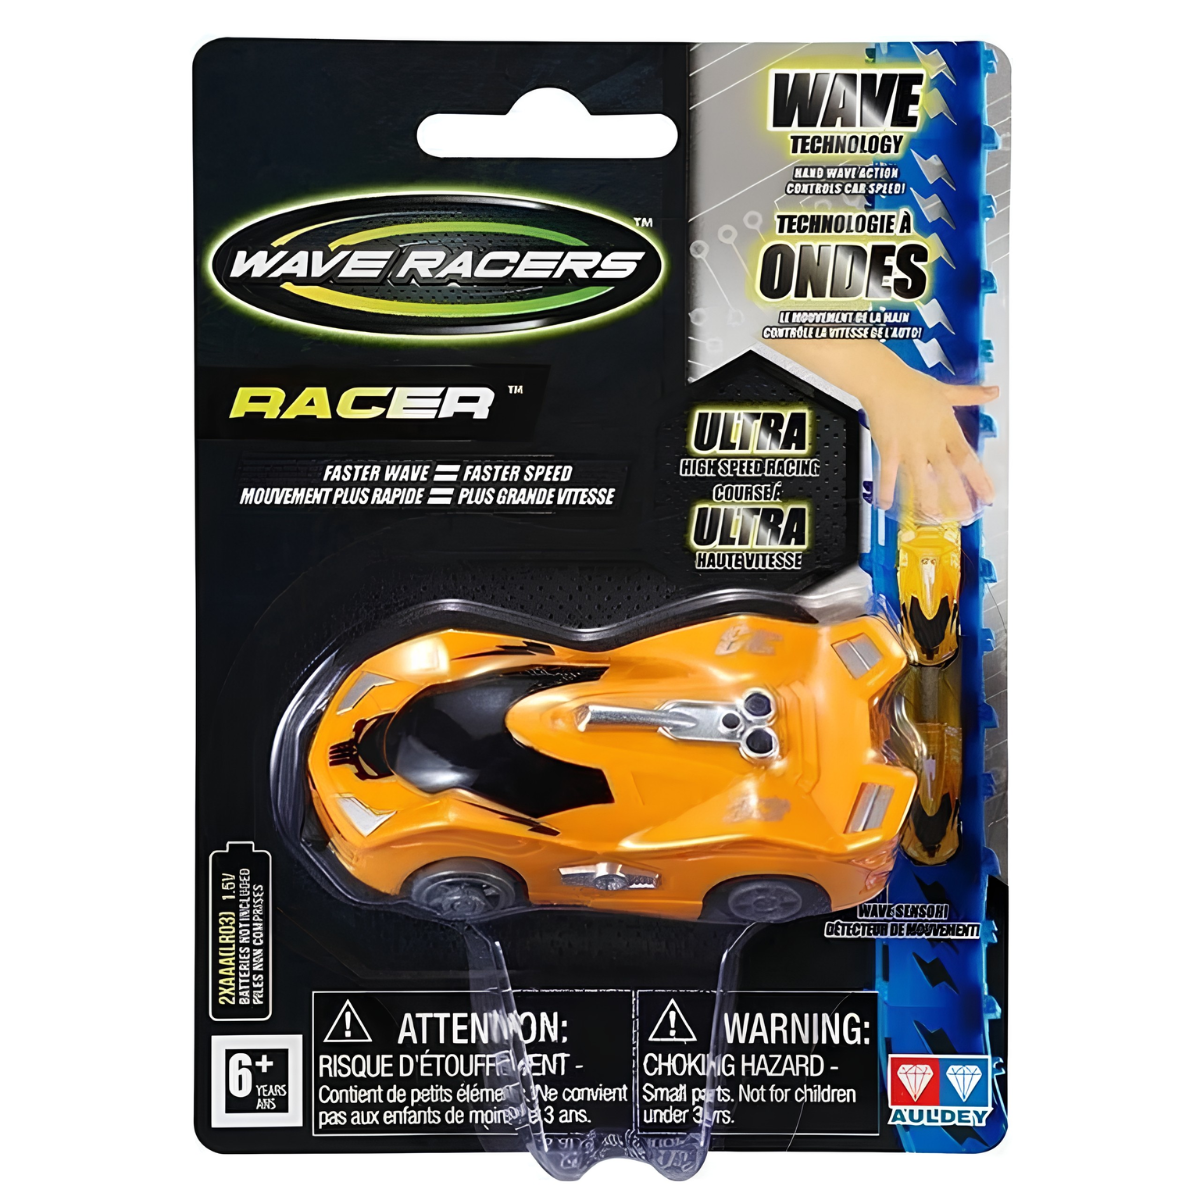 WAVE
TECHNOLOGY
HAND WAVE ACTION
CONTROLS CAR SPEED!
TECHNOLOGIE À
ONDES
LE MOUVEMENT DE LA MAIN
CONTRÔLE LA VITESSE DE L'AUTO!
WAVE RACERS™
RACER™
FASTER WAVE = FASTER SPEED
MOUVEMENT PLUS RAPIDE = PLUS GRANDE VITESSE
ULTRA
HIGH SPEED RACING
COURSE À
ULTRA
HAUTE VITESSE
WAVE SENSOR!
DÉTECTEUR DE MOUVEMENT!
2XAAA(LR03) 1.5V
BATTERIES NOT INCLUDED
PILES NON COMPRISES
6+
YEARS
ANS
ATTENTION:
RISQUE D'ÉTOUFFEMENT -
Contient de petits éléments. Ne convient
pas aux enfants de moins de 3 ans.
WARNING:
CHOKING HAZARD -
Small parts. Not for children
under 3 yrs.
AULDEY